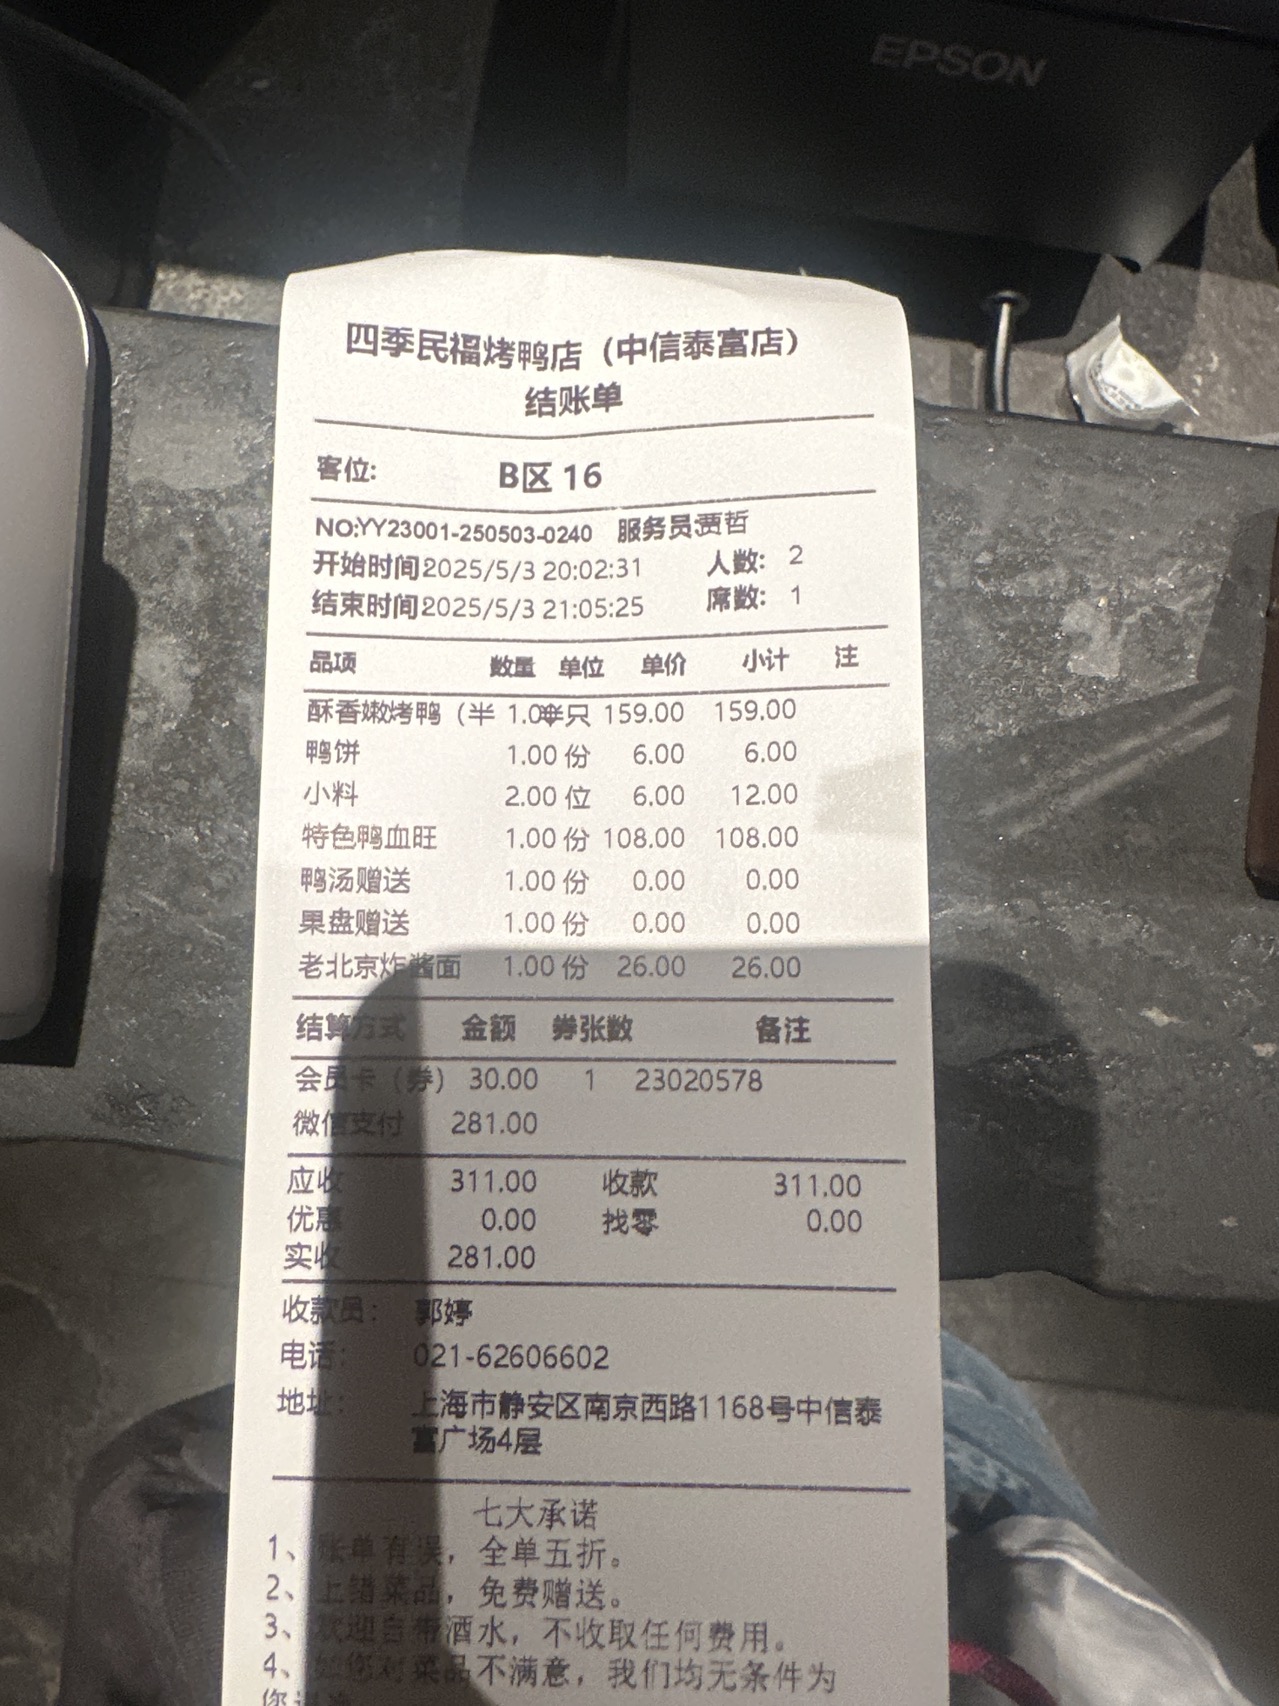 EPSON
四季民福烤鸭店（中信泰富店）
结账单
客位: B区 16
NO:YY23001-250503-0240 服务员:贾哲
开始时间2025/5/3 20:02:31 人数: 2
结束时间2025/5/3 21:05:25 席数: 1
品项 数量 单位 单价 小计 注
酥香嫩烤鸭（半 1.00半只 159.00 159.00
鸭饼 1.00 份 6.00 6.00
小料 2.00 位 6.00 12.00
特色鸭血旺 1.00 份 108.00 108.00
鸭汤赠送 1.00 份 0.00 0.00
果盘赠送 1.00 份 0.00 0.00
老北京炸酱面 1.00 份 26.00 26.00
结算方式 金额 券张数 备注
会员卡（券） 30.00 1 23020578
微信支付 281.00
应收 311.00 收款 311.00
优惠 0.00 找零 0.00
实收 281.00
收款员: 郭婷
电话: 021-62606602
地址: 上海市静安区南京西路1168号中信泰
富广场4层
七大承诺
1、账单有误，全单五折。
2、上错菜品，免费赠送。
3、欢迎自带酒水，不收取任何费用。
4、如您对菜品不满意，我们均无条件为
您